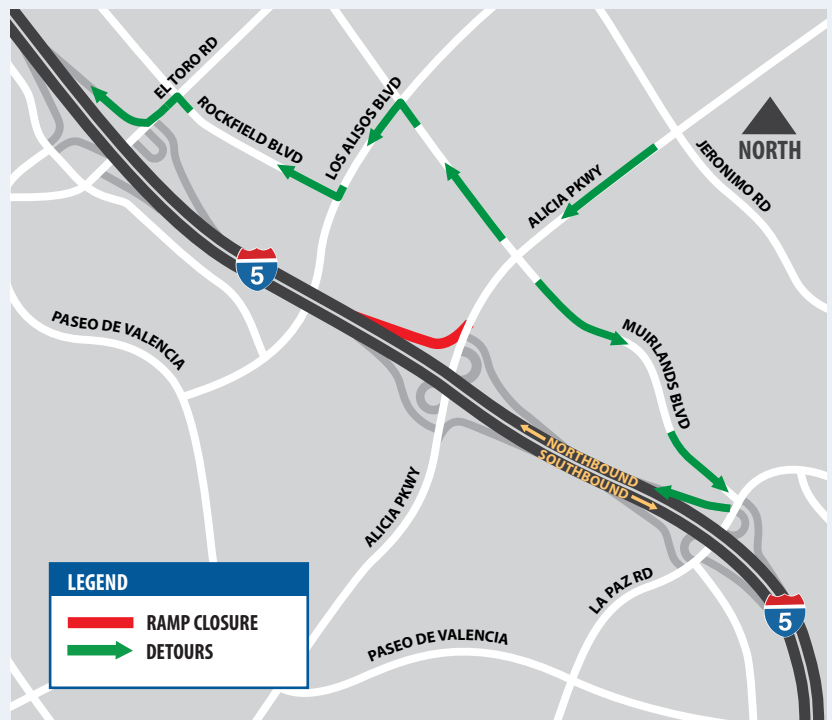 EL TORO RD
ROCKFIELD BLVD
LOS ALISOS BLVD
NORTH
JERONIMO RD
ALICIA PKWY
5
PASEO DE VALENCIA
MUIRLANDS BLVD
NORTHBOUND
SOUTHBOUND
ALICIA PKWY
LA PAZ RD
5
PASEO DE VALENCIA
LEGEND
RAMP CLOSURE
DETOURS